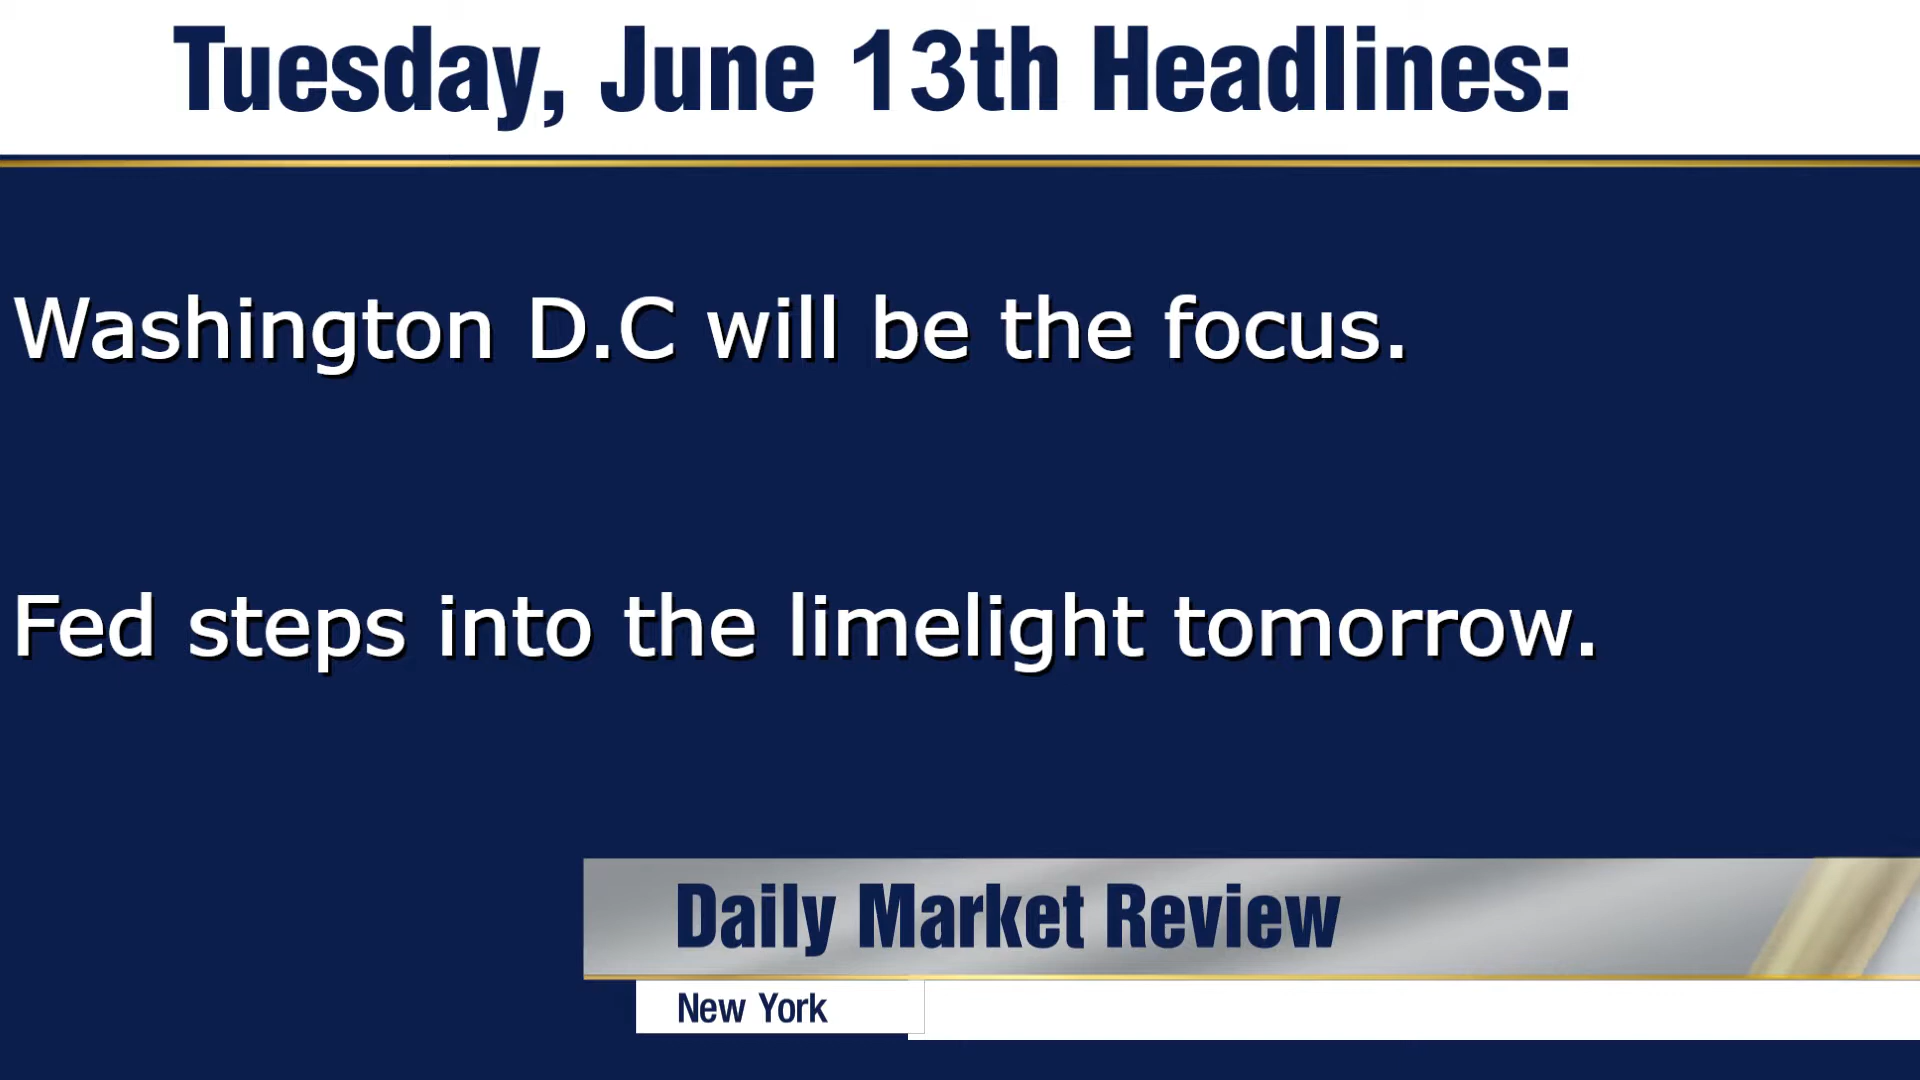 Tuesday, June 13th Headlines:
Washington D.C will be the focus.
Fed steps into the limelight tomorrow.
Daily Market Review
New York